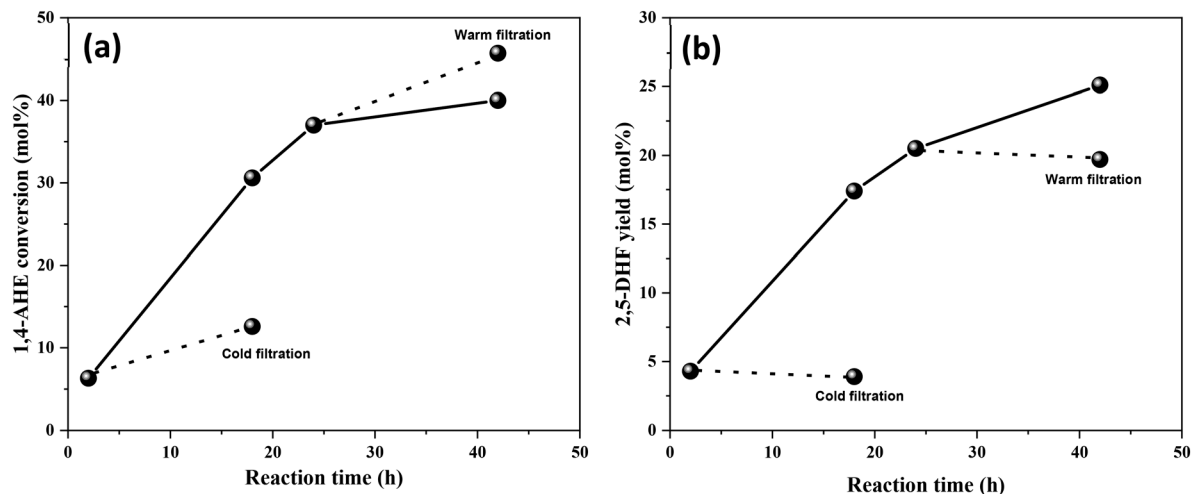 (a)
1,4-AHE conversion (mol%)
50
40
30
20
10
0
Warm filtration
Cold filtration
0 10 20 30 40 50
Reaction time (h)
(b)
2,5-DHF yield (mol%)
30
25
20
15
10
5
0
Warm filtration
Cold filtration
0 10 20 30 40 50
Reaction time (h)